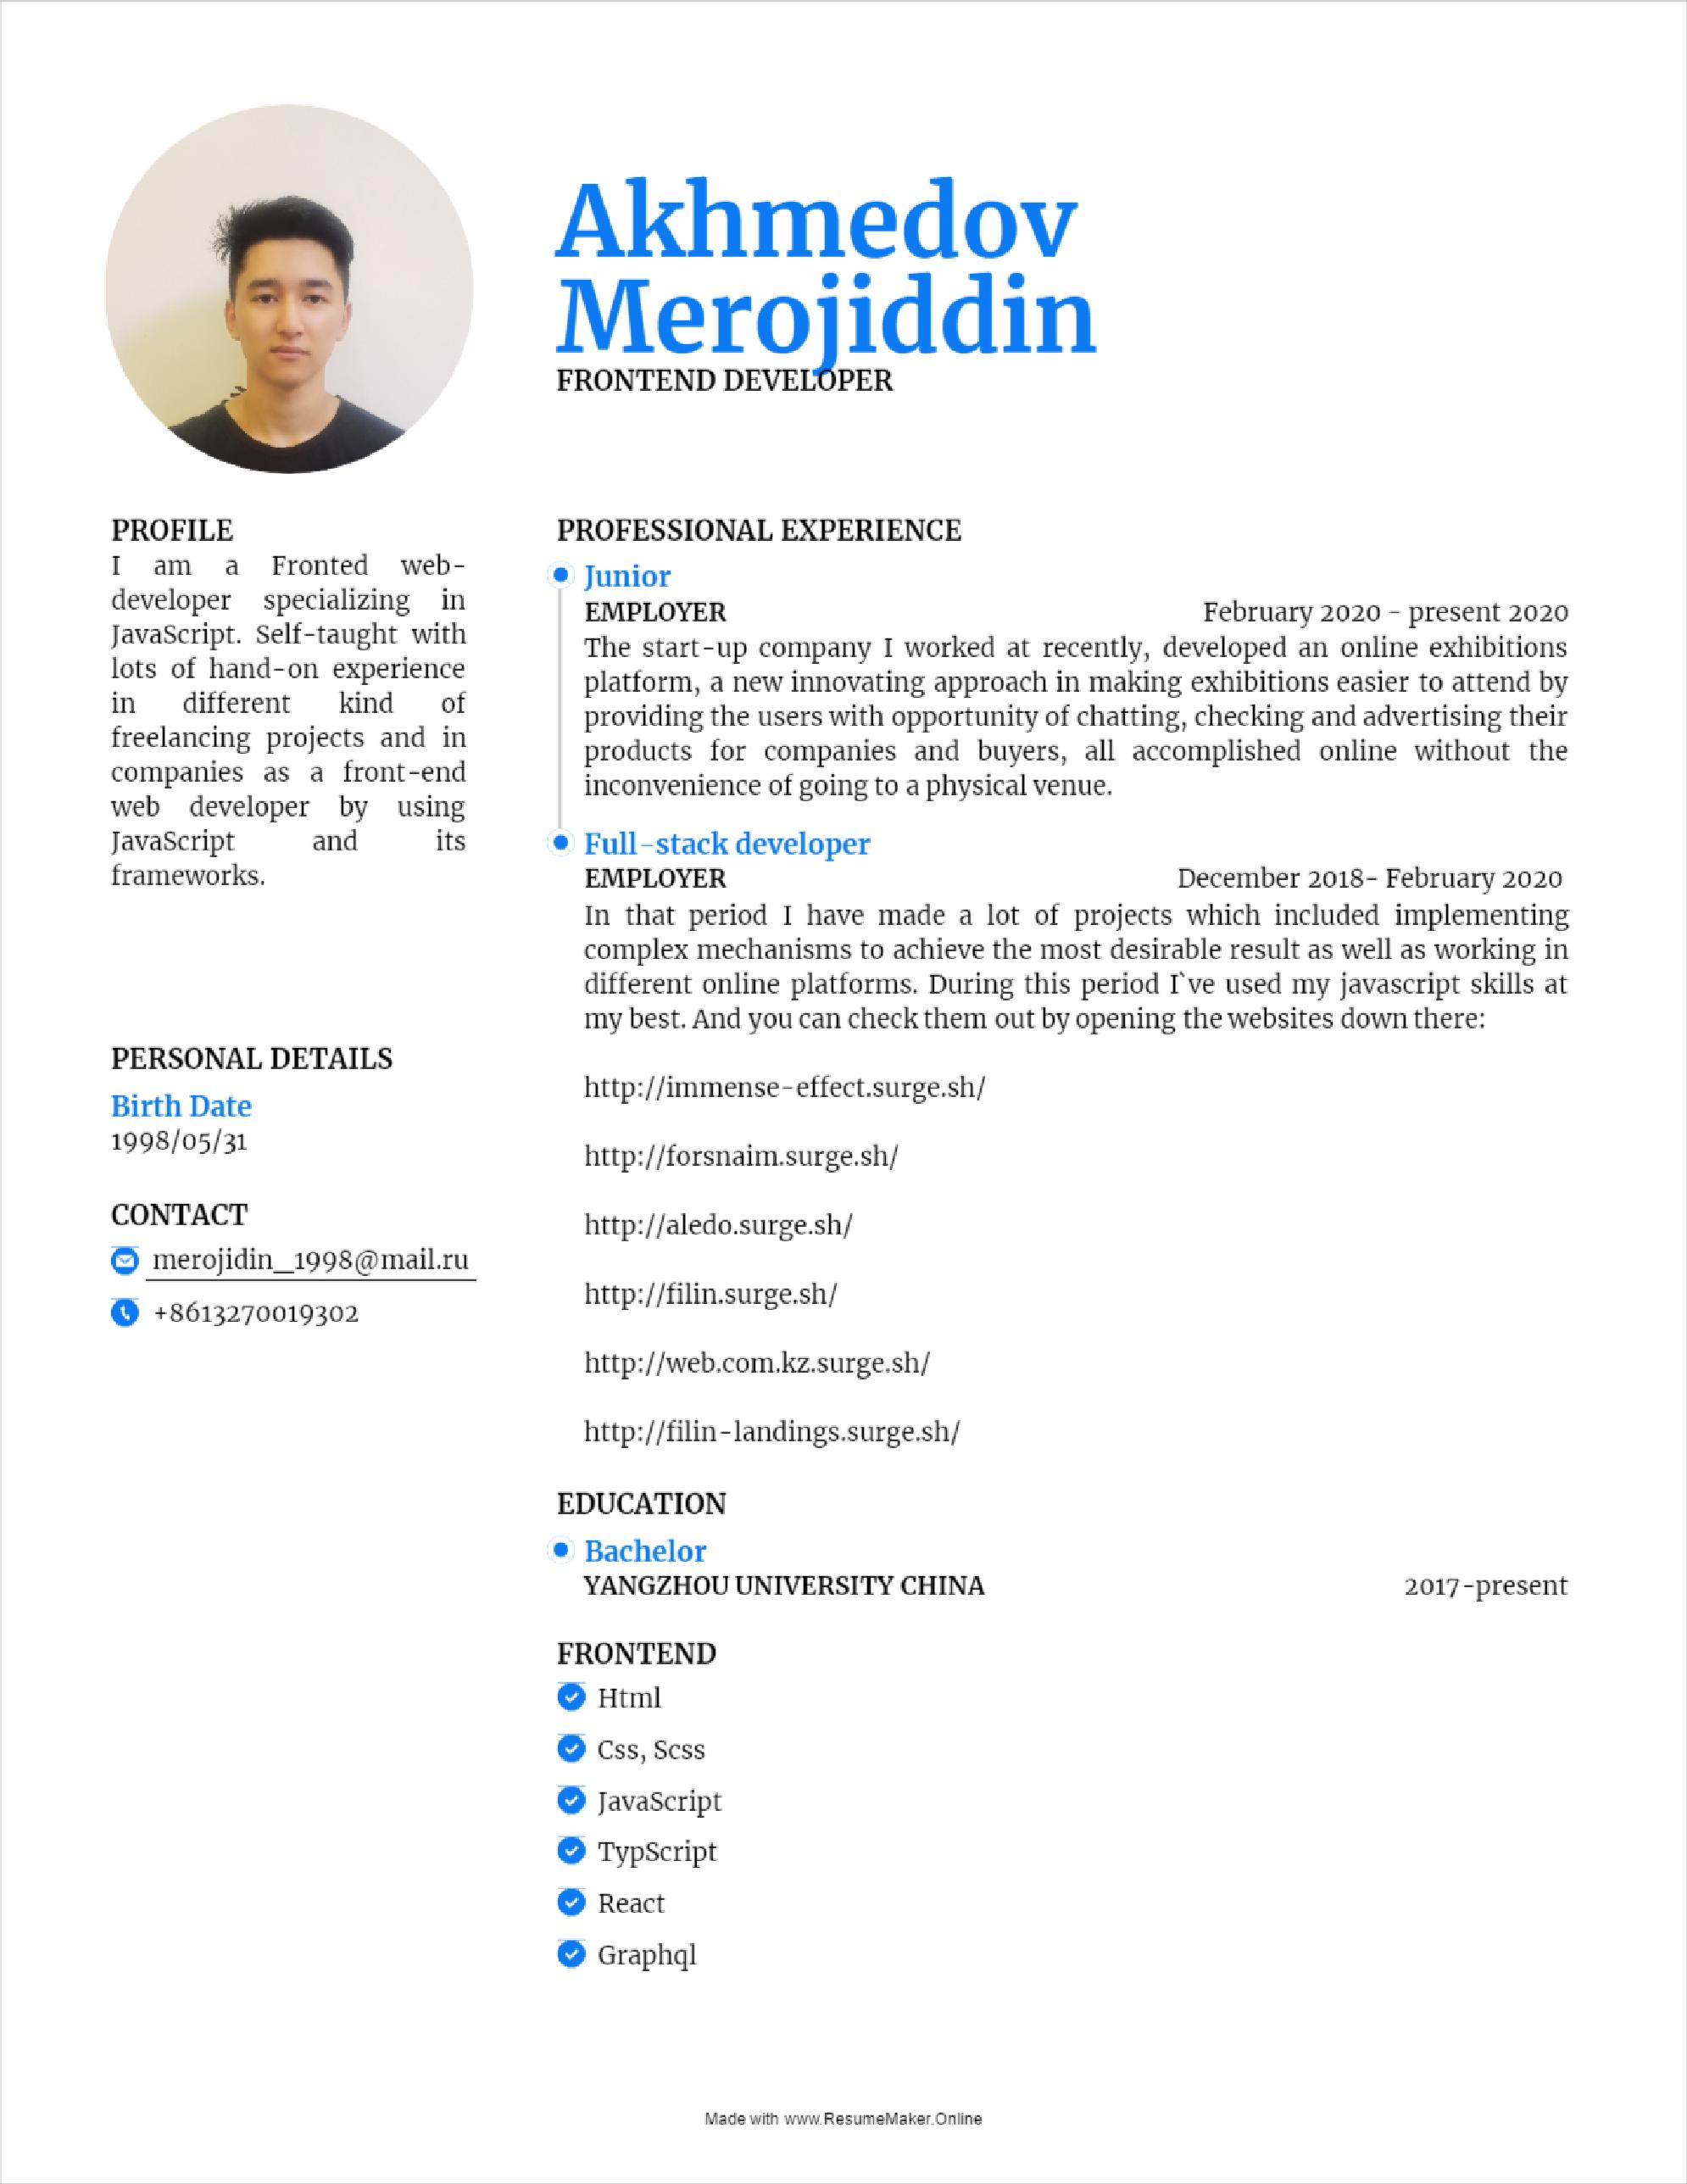 Akhmedov
Merojiddin
FRONTEND DEVELOPER
PROFILE
I am a Fronted web-
developer specializing in
JavaScript. Self-taught with
lots of hand-on experience
in different kind of
freelancing projects and in
companies as a front-end
web developer by using
JavaScript and its
frameworks.
PERSONAL DETAILS
Birth Date
1998/05/31
CONTACT
merojidin_1998@mail.ru
+8613270019302
PROFESSIONAL EXPERIENCE
Junior
EMPLOYER February 2020 - present 2020
The start-up company I worked at recently, developed an online exhibitions
platform, a new innovating approach in making exhibitions easier to attend by
providing the users with opportunity of chatting, checking and advertising their
products for companies and buyers, all accomplished online without the
inconvenience of going to a physical venue.
Full-stack developer
EMPLOYER December 2018- February 2020
In that period I have made a lot of projects which included implementing
complex mechanisms to achieve the most desirable result as well as working in
different online platforms. During this period I`ve used my javascript skills at
my best. And you can check them out by opening the websites down there:
http://immense-effect.surge.sh/
http://forsnaim.surge.sh/
http://aledo.surge.sh/
http://filin.surge.sh/
http://web.com.kz.surge.sh/
http://filin-landings.surge.sh/
EDUCATION
Bachelor
YANGZHOU UNIVERSITY CHINA 2017-present
FRONTEND
Html
Css, Scss
JavaScript
TypScript
React
Graphql
Made with www.ResumeMaker.Online